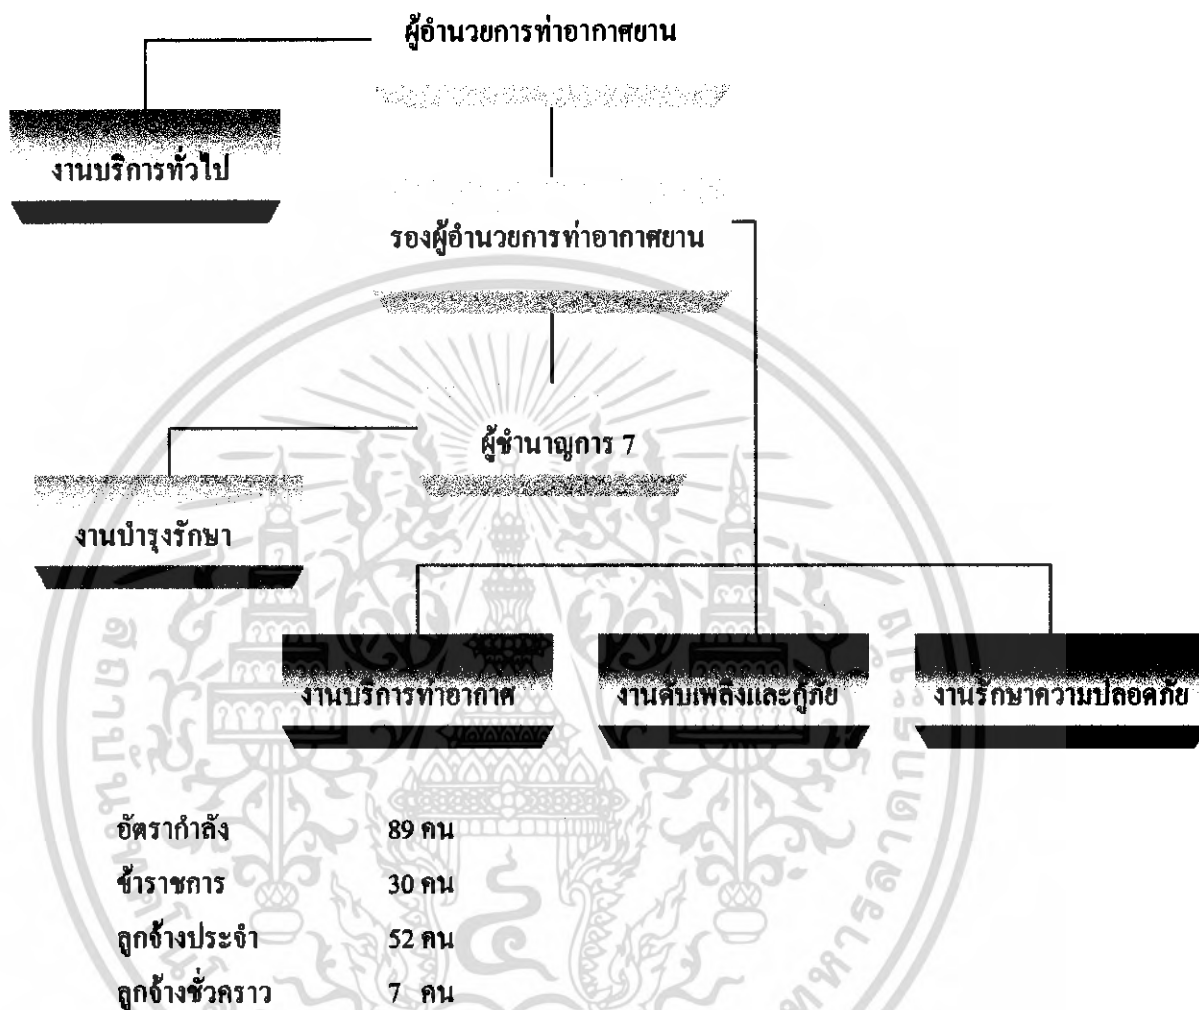 ผู้อำนวยการท่าอากาศยาน
งานบริการทั่วไป
รองผู้อำนวยการท่าอากาศยาน
ผู้ชำนาญการ 7
งานบำรุงรักษา
งานบริการท่าอากาศ
งานดับเพลิงและกู้ภัย
งานรักษาความปลอดภัย
อัตรากำลัง 89 คน
ข้าราชการ 30 คน
ลูกจ้างประจำ 52 คน
ลูกจ้างชั่วคราว 7 คน